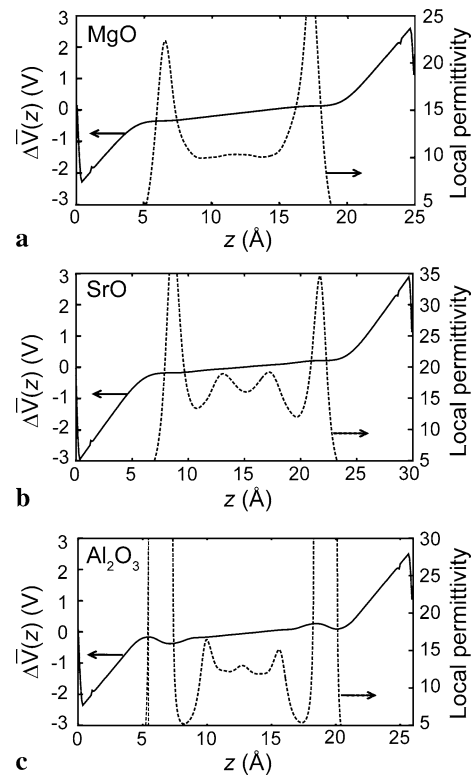 3 25
MgO
2
1 20
0 15
-1
-2 10
-3 5
0 5 10 15 20 25
ΔV̅(z) (V)
Local permittivity
z (Å)
a
3 35
SrO
2 30
1 25
0 20
-1 15
-2 10
-3 5
0 5 10 15 20 25 30
ΔV̅(z) (V)
Local permittivity
z (Å)
b
3 30
Al₂O₃
2 25
1
0 20
15
-1
-2 10
-3 5
0 5 10 15 20 25
ΔV̅(z) (V)
Local permittivity
z (Å)
c